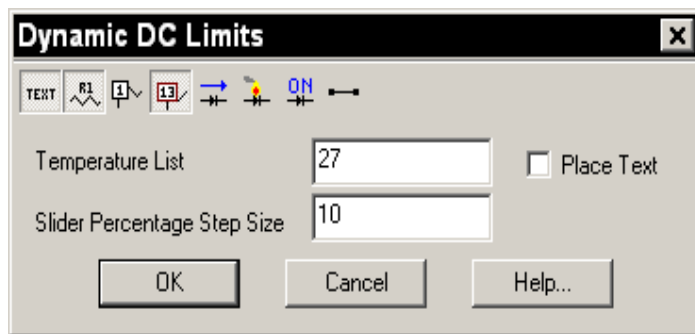 Dynamic DC Limits
TEXT R1 1 13 ON
Temperature List 27 Place Text
Slider Percentage Step Size 10
OK Cancel Help...